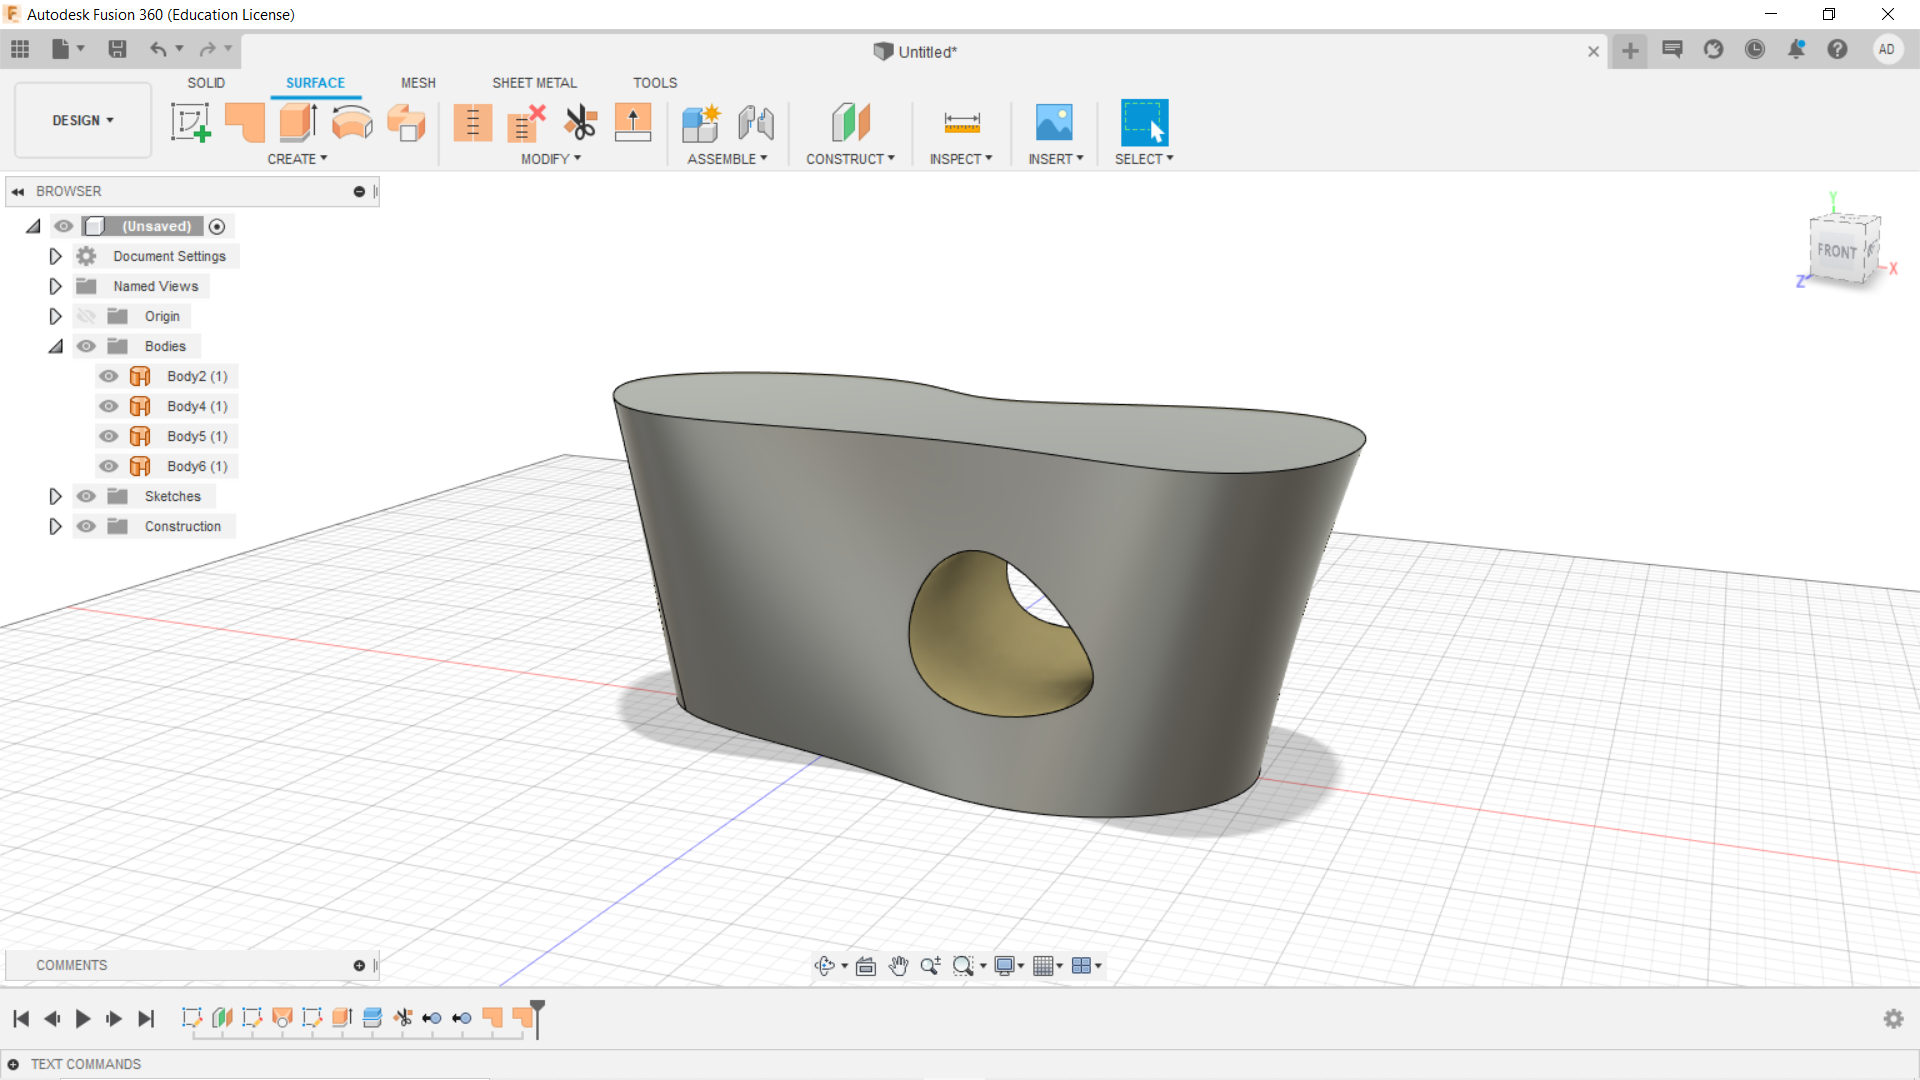 Autodesk Fusion 360 (Education License)
Untitled*
AD
SOLID
SURFACE
MESH
SHEET METAL
TOOLS
DESIGN
CREATE
MODIFY
ASSEMBLE
CONSTRUCT
INSPECT
INSERT
SELECT
BROWSER
(Unsaved)
Document Settings
Named Views
Origin
Bodies
Body2 (1)
Body4 (1)
Body5 (1)
Body6 (1)
Sketches
Construction
Y
FRONT
X
Z
COMMENTS
TEXT COMMANDS